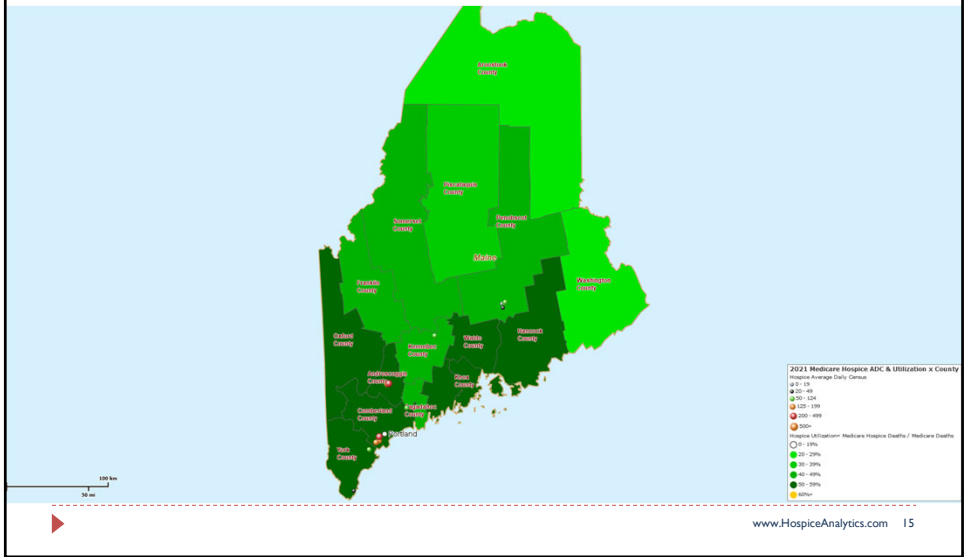 Aroostook
County
Piscataquis
County
Somerset
County
Penobscot
County
Maine
Franklin
County
Washington
County
Oxford
County
Kennebec
County
Waldo
County
Hancock
County
Androscoggin
County
Knox
County
Cumberland
County
Sagadahoc
County
Portland
York
County
100 km
50 mi
2021 Medicare Hospice ADC & Utilization x County
Hospice Average Daily Census
0 - 19
20 - 49
50 - 124
125 - 199
200 - 499
500+
Hospice Utilization= Medicare Hospice Deaths / Medicare Deaths
0 - 19%
20 - 29%
30 - 39%
40 - 49%
50 - 59%
60%+
www.HospiceAnalytics.com 15